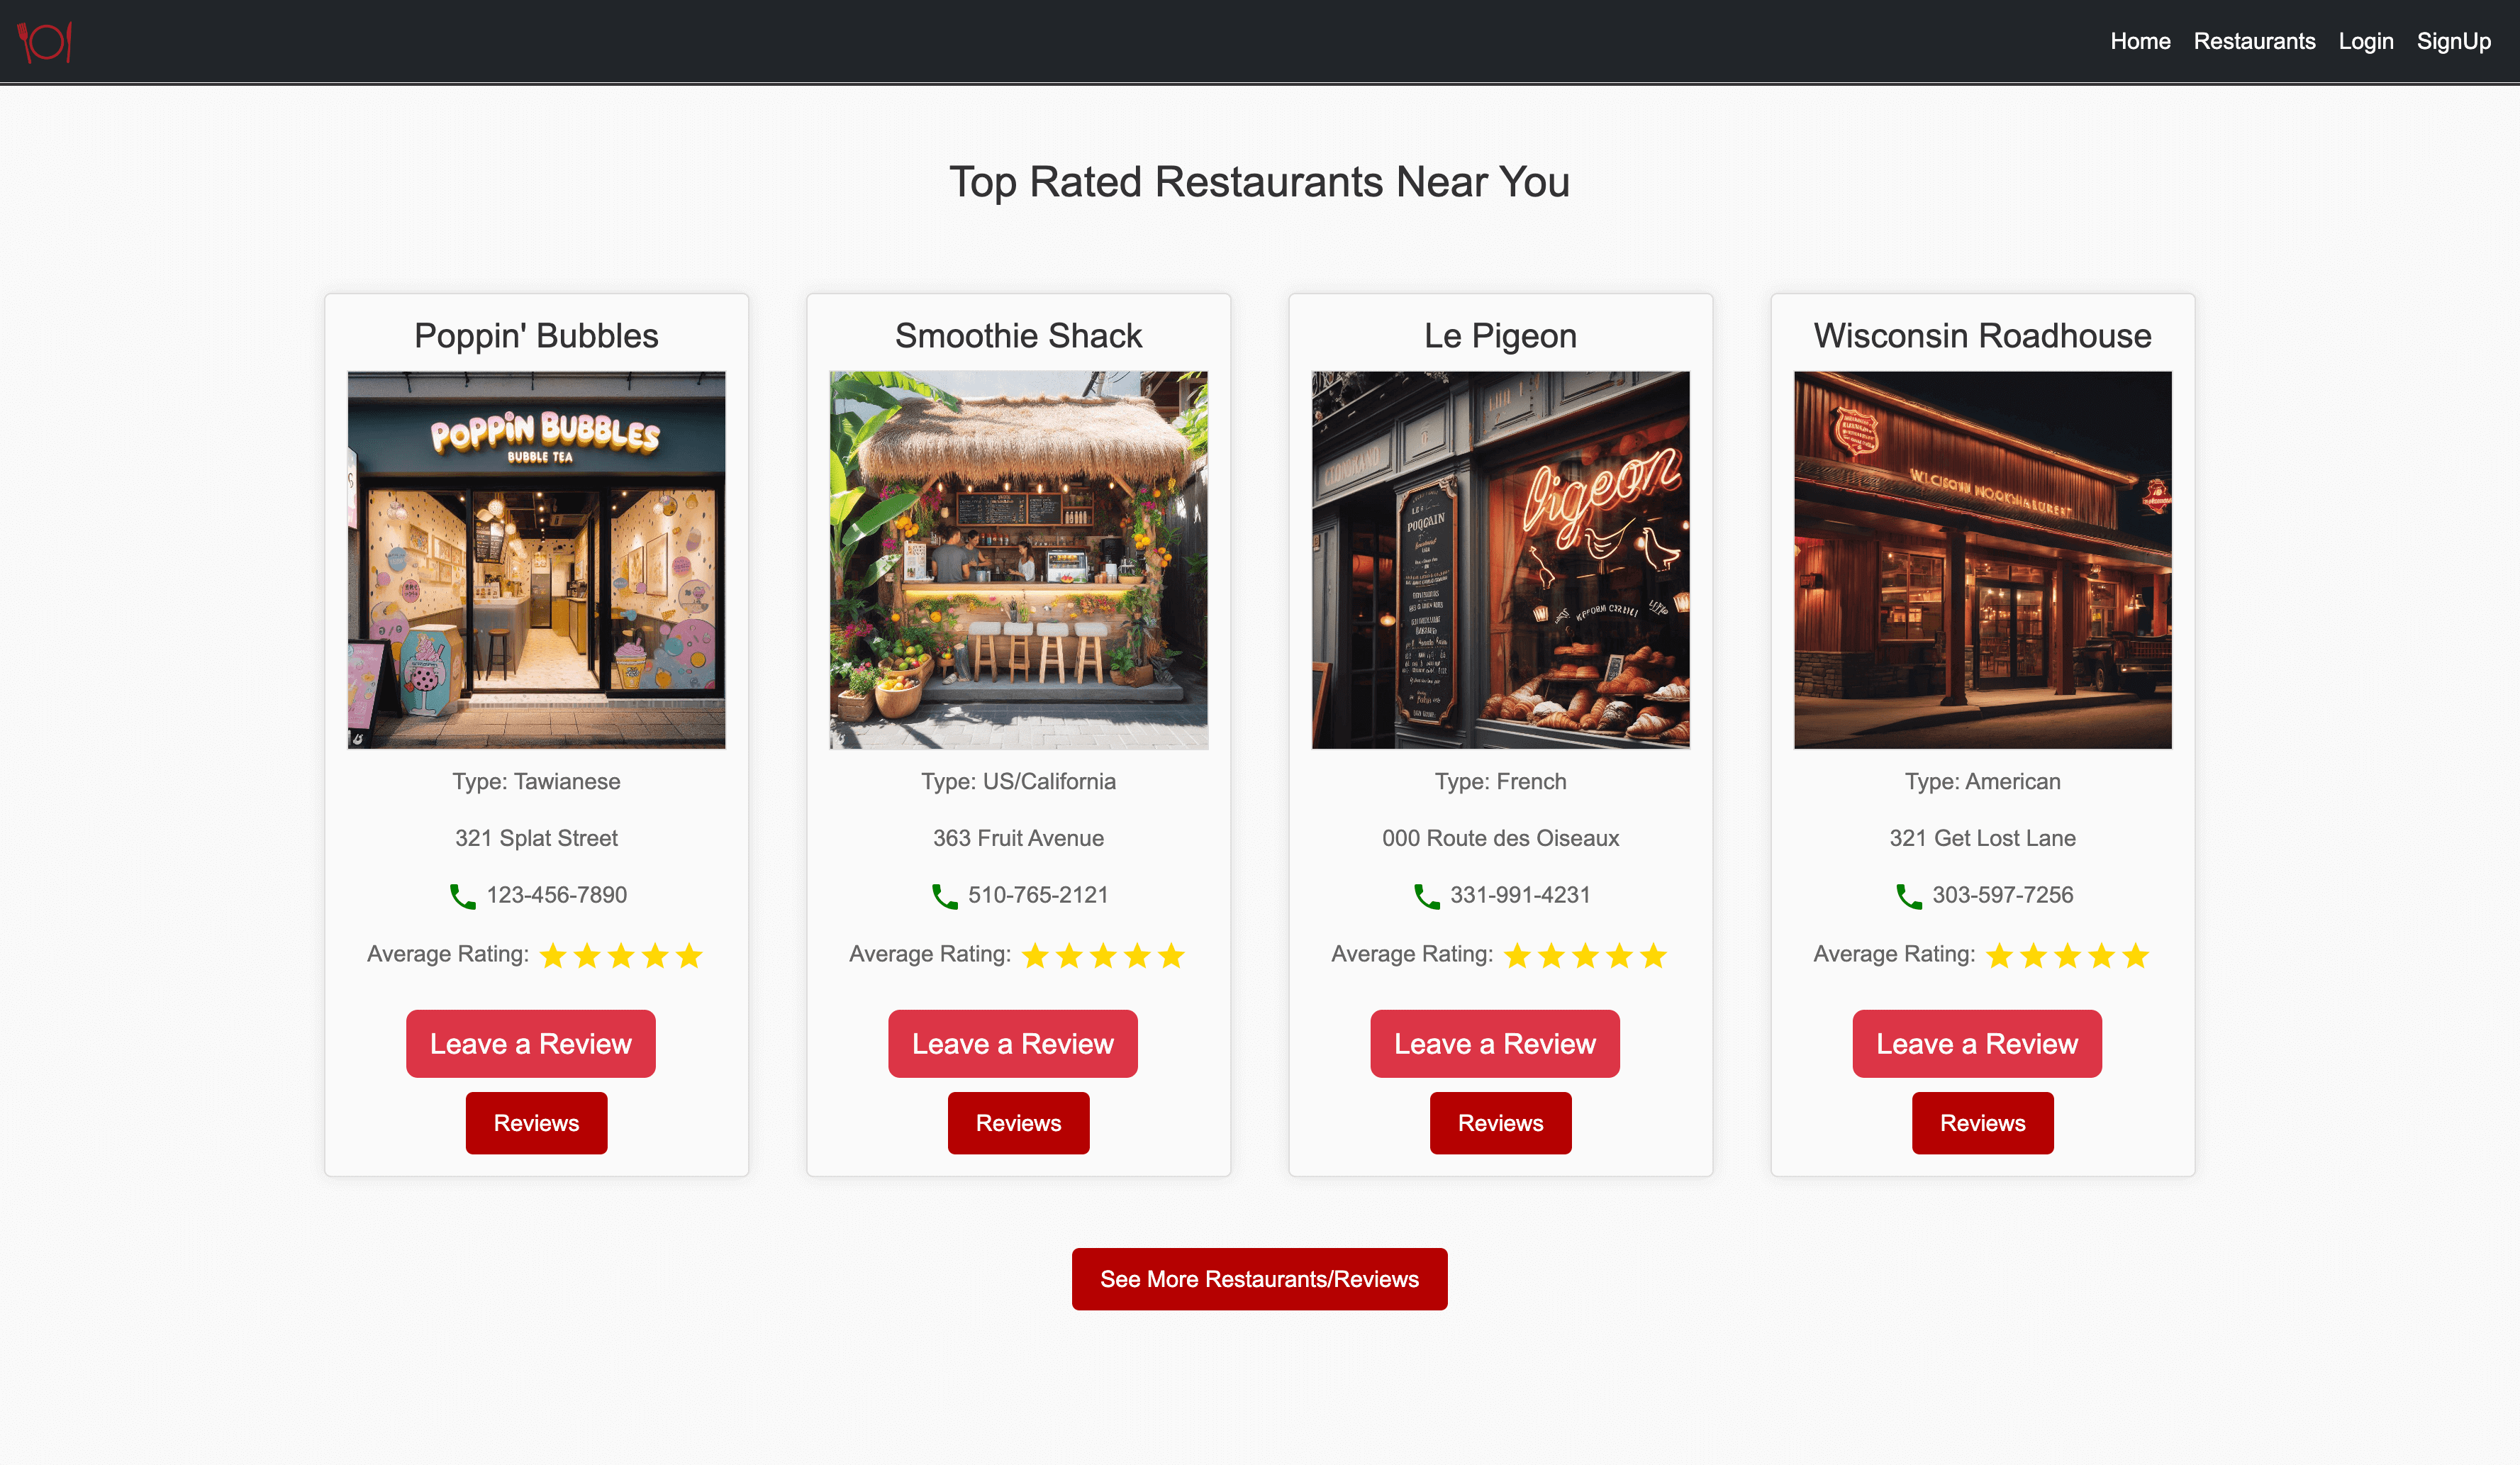 Home Restaurants Login SignUp
Top Rated Restaurants Near You
Poppin' Bubbles
POPPiN BUBBLES
BUBBLE TEA
Type: Tawianese
321 Splat Street
123-456-7890
Average Rating:
Leave a Review
Reviews
Smoothie Shack
Type: US/California
363 Fruit Avenue
510-765-2121
Average Rating:
Leave a Review
Reviews
Le Pigeon
ligeon
Type: French
000 Route des Oiseaux
331-991-4231
Average Rating:
Leave a Review
Reviews
Wisconsin Roadhouse
Type: American
321 Get Lost Lane
303-597-7256
Average Rating:
Leave a Review
Reviews
See More Restaurants/Reviews